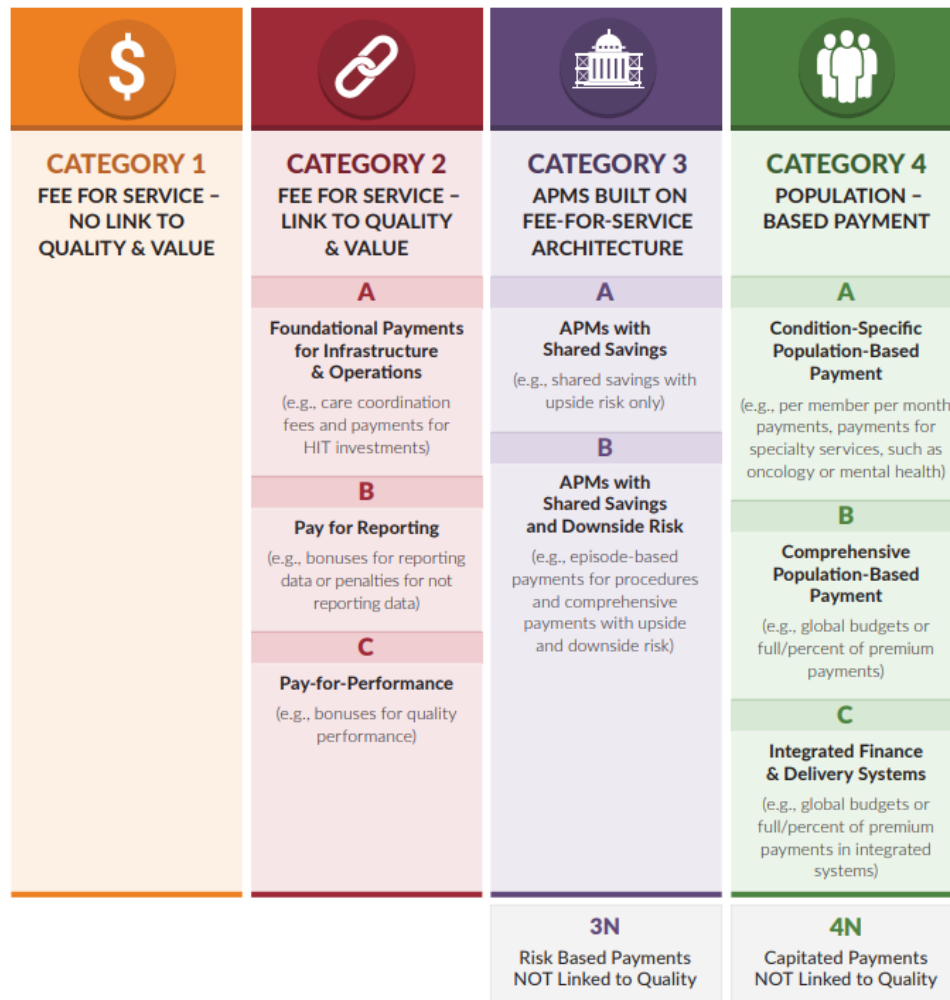 $
CATEGORY 1
FEE FOR SERVICE –
NO LINK TO
QUALITY & VALUE
CATEGORY 2
FEE FOR SERVICE –
LINK TO QUALITY
& VALUE
A
Foundational Payments
for Infrastructure
& Operations
(e.g., care coordination
fees and payments for
HIT investments)
B
Pay for Reporting
(e.g., bonuses for reporting
data or penalties for not
reporting data)
C
Pay-for-Performance
(e.g., bonuses for quality
performance)
CATEGORY 3
APMS BUILT ON
FEE-FOR-SERVICE
ARCHITECTURE
A
APMs with
Shared Savings
(e.g., shared savings with
upside risk only)
B
APMs with
Shared Savings
and Downside Risk
(e.g., episode-based
payments for procedures
and comprehensive
payments with upside
and downside risk)
3N
Risk Based Payments
NOT Linked to Quality
CATEGORY 4
POPULATION –
BASED PAYMENT
A
Condition-Specific
Population-Based
Payment
(e.g., per member per month
payments, payments for
specialty services, such as
oncology or mental health)
B
Comprehensive
Population-Based
Payment
(e.g., global budgets or
full/percent of premium
payments)
C
Integrated Finance
& Delivery Systems
(e.g., global budgets or
full/percent of premium
payments in integrated
systems)
4N
Capitated Payments
NOT Linked to Quality